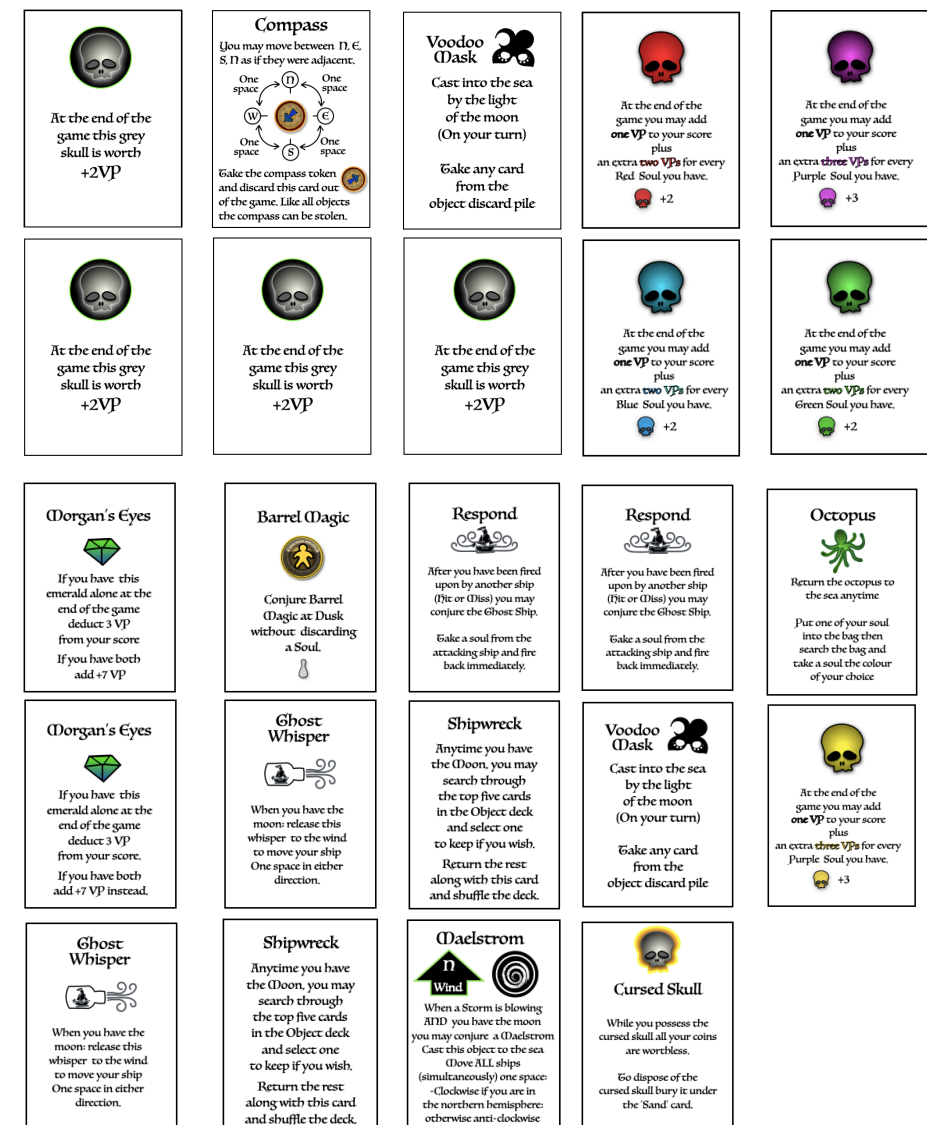 At the end of the
game this grey
skull is worth
+2VP
Compass
You may move between N, E,
S, N as if they were adjacent.
One
space
N
One
space
W
E
One
space
S
One
space
Take the compass token
and discard this card out
of the game. Like all objects
the compass can be stolen.
Voodoo
Mask
Cast into the sea
by the light
of the moon
(On your turn)
Take any card
from the
object discard pile
At the end of the
game you may add
one VP to your score
plus
an extra two VPs for every
Red Soul you have.
+2
At the end of the
game you may add
one VP to your score
plus
an extra three VPs for every
Purple Soul you have.
+3
At the end of the
game this grey
skull is worth
+2VP
At the end of the
game this grey
skull is worth
+2VP
At the end of the
game this grey
skull is worth
+2VP
At the end of the
game you may add
one VP to your score
plus
an extra two VPs for every
Blue Soul you have.
+2
At the end of the
game you may add
one VP to your score
plus
an extra two VPs for every
Green Soul you have.
+2
Morgan's Eyes
If you have this
emerald alone at the
end of the game
deduct 3 VP
from your score
If you have both
add +7 VP
Barrel Magic
Conjure Barrel
Magic at Dusk
without discarding
a Soul.
Respond
After you have been fired
upon by another ship
(Hit or Miss) you may
conjure the Ghost Ship.
Take a soul from the
attacking ship and fire
back immediately.
Respond
After you have been fired
upon by another ship
(Hit or Miss) you may
conjure the Ghost Ship.
Take a soul from the
attacking ship and fire
back immediately.
Octopus
Return the octopus to
the sea anytime
Put one of your soul
into the bag then
search the bag and
take a soul the colour
of your choice
Morgan's Eyes
If you have this
emerald alone at the
end of the game
deduct 3 VP
from your score.
If you have both
add +7 VP instead.
Ghost
Whisper
When you have the
moon: release this
whisper to the wind
to move your ship
One space in either
direction.
Shipwreck
Anytime you have
the Moon, you may
search through
the top five cards
in the Object deck
and select one
to keep if you wish.
Return the rest
along with this card
and shuffle the deck.
Voodoo
Mask
Cast into the sea
by the light
of the moon
(On your turn)
Take any card
from the
object discard pile
At the end of the
game you may add
one VP to your score
plus
an extra three VPs for every
Purple Soul you have.
+3
Ghost
Whisper
When you have the
moon: release this
whisper to the wind
to move your ship
One space in either
direction.
Shipwreck
Anytime you have
the Moon, you may
search through
the top five cards
in the Object deck
and select one
to keep if you wish.
Return the rest
along with this card
and shuffle the deck.
Maelstrom
N
Wind
When a Storm is blowing
AND you have the moon
you may conjure a Maelstrom
Cast this object to the sea
Move ALL ships
(simultaneously) one space:
-Clockwise if you are in
the northern hemisphere:
otherwise anti-clockwise
Cursed Skull
While you possess the
cursed skull all your coins
are worthless.
To dispose of the
cursed skull bury it under
the 'Sand' card.